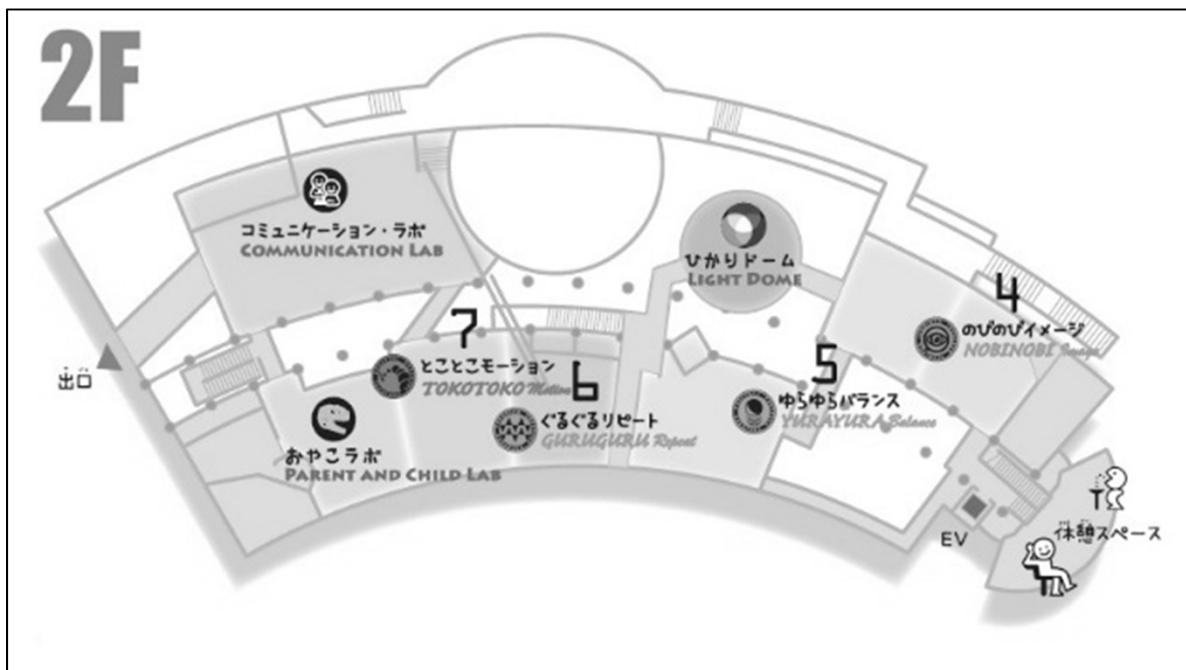 2F
コミュニケーション・ラボ
COMMUNICATION LAB
ひかりドーム
LIGHT DOME
4
のびのびイメージ
NOBINOBI Image
7
とことこモーション
TOKOTOKO Motion
5
ゆらゆらバランス
YURAYURA Balance
出口
6
ぐるぐるリピート
GURUGURU Repeat
おやこラボ
PARENT AND CHILD LAB
EV
休憩スペース